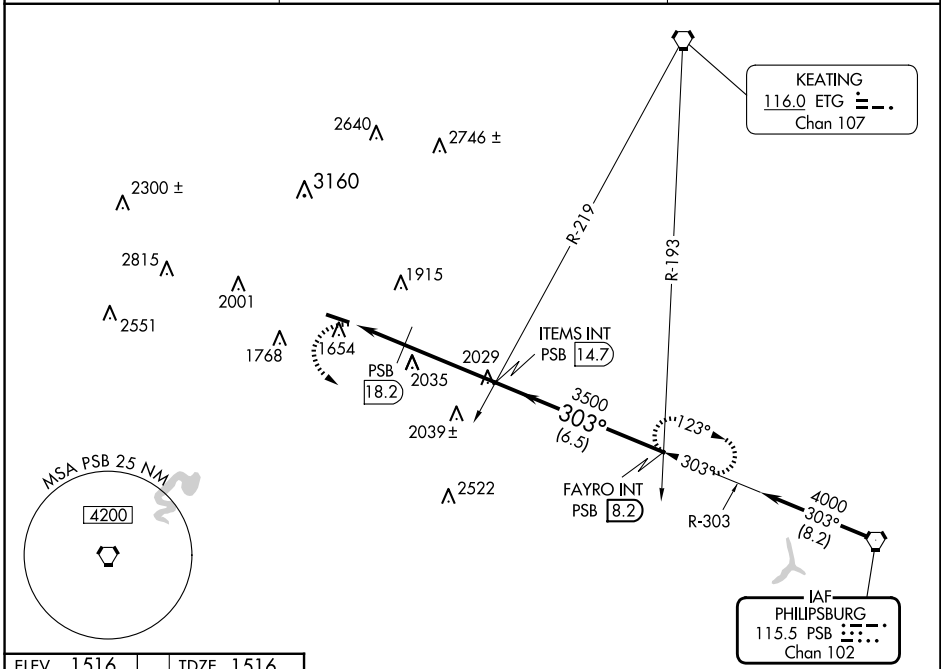 KEATING
116.0 ETG
Chan 107
2640
2746 ±
3160
2300 ±
R-219
R-193
2815
2001
1915
2551
1768
1654
ITEMS INT
PSB 14.7
PSB
18.2
2035
2029
2039±
3500
303°
(6.5)
123°
303°
2522
FAYRO INT
PSB 8.2
R-303
4000
303°
(8.2)
MSA PSB 25 NM
4200
IAF
PHILIPSBURG
115.5 PSB
Chan 102
ELEV 1516 TDZE 1516